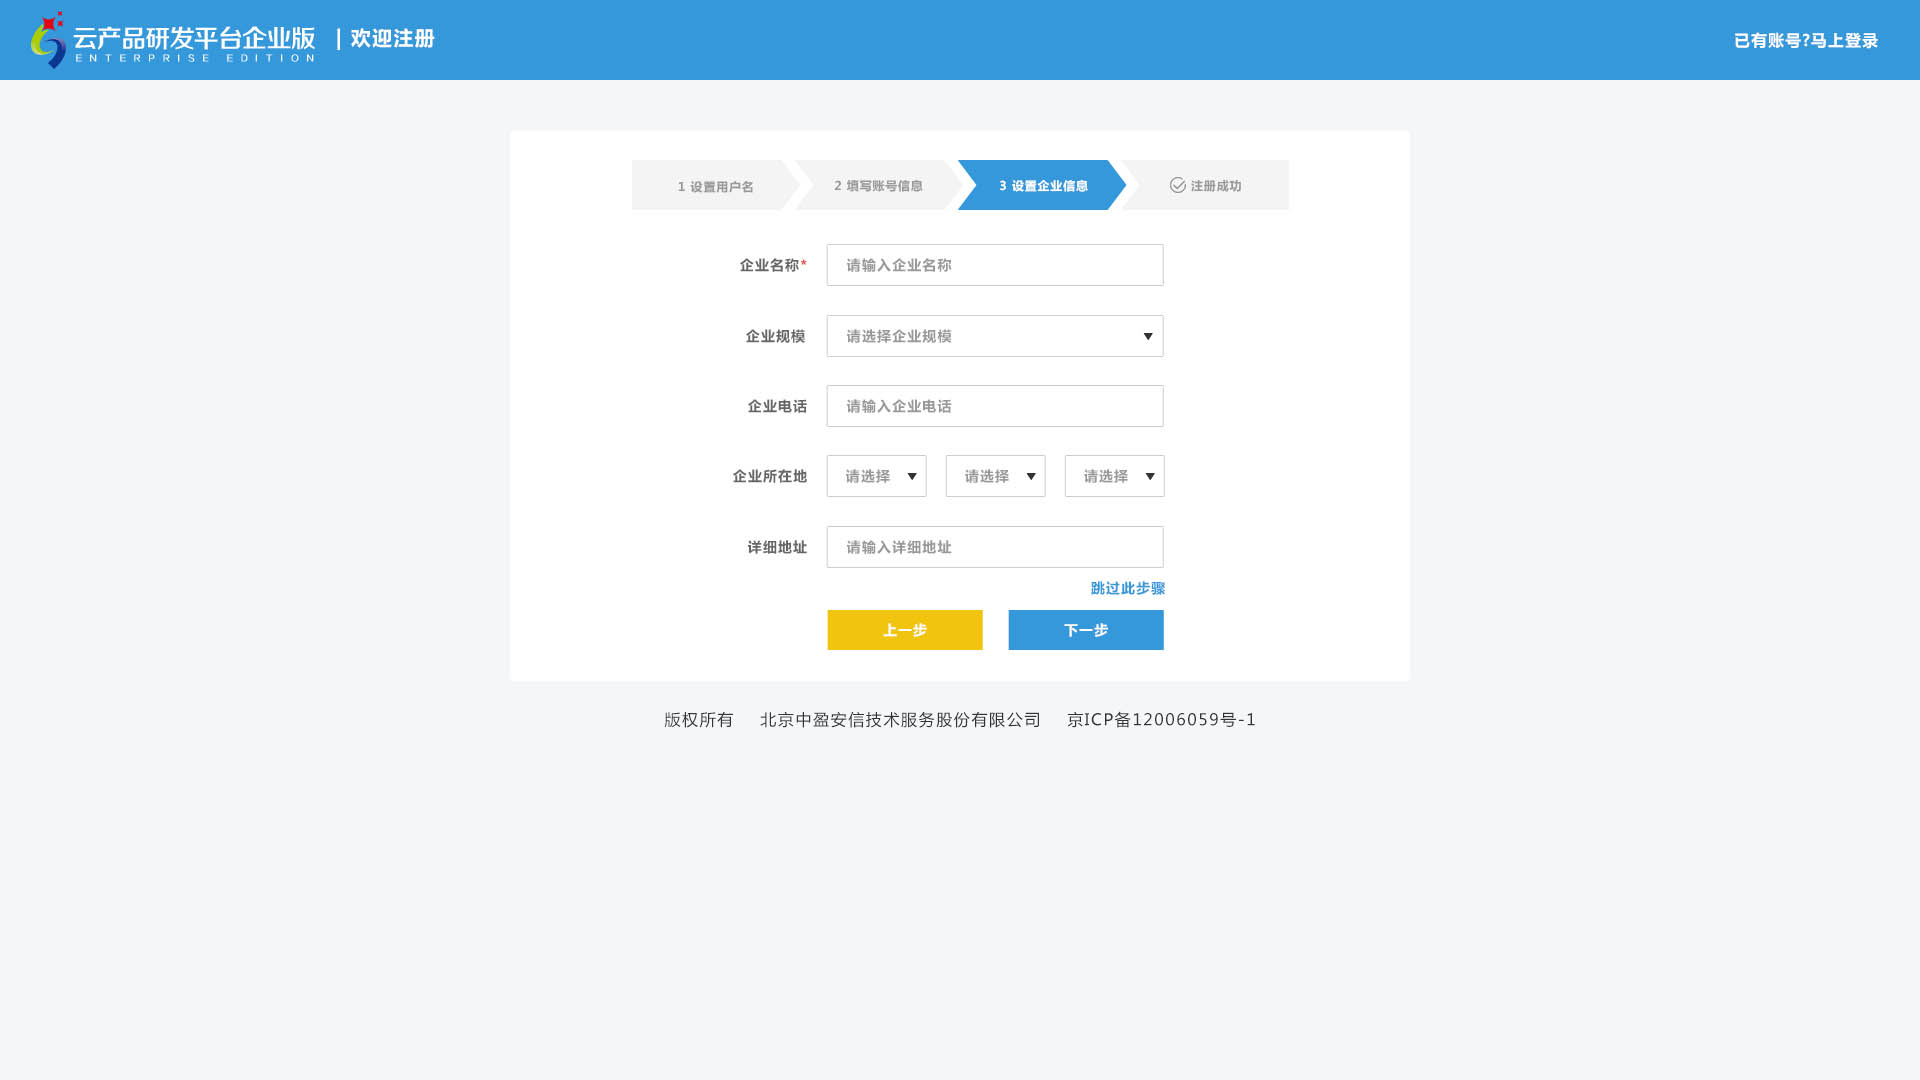 云产品研发平台企业版 | 欢迎注册
ENTERPRISE EDITION
已有账号?马上登录
1 设置用户名
2 填写账号信息
3 设置企业信息
注册成功
企业名称* 请输入企业名称
企业规模 请选择企业规模
企业电话 请输入企业电话
企业所在地 请选择 请选择 请选择
详细地址 请输入详细地址
跳过此步骤
上一步 下一步
版权所有 北京中盈安信技术服务股份有限公司 京ICP备12006059号-1